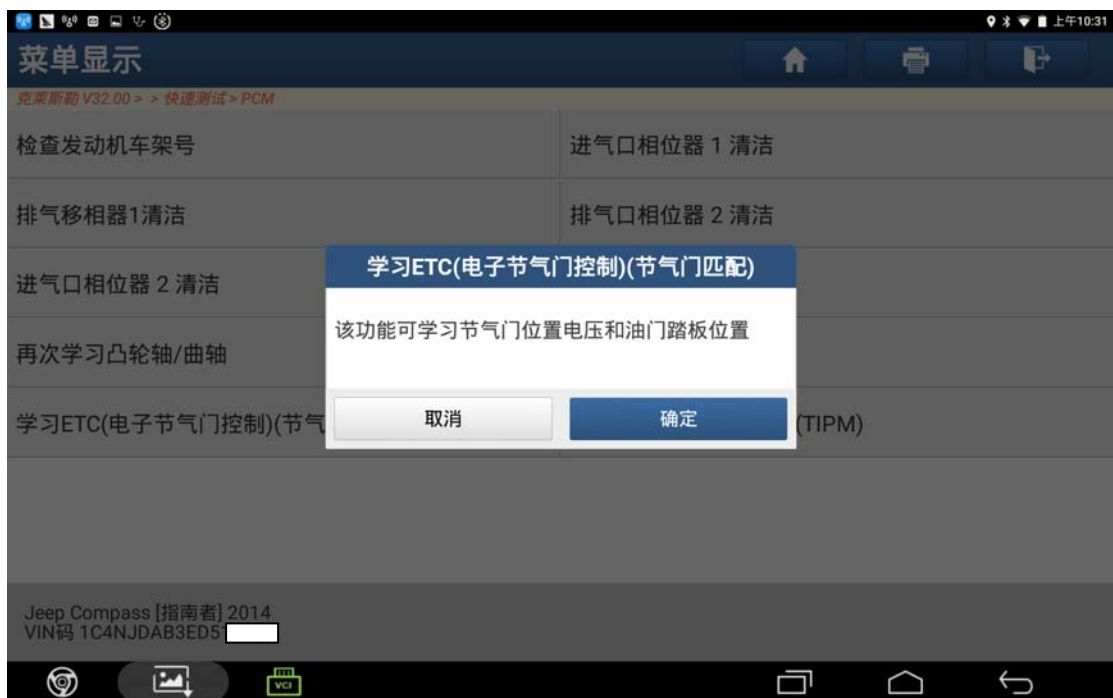 上午10:31
菜单显示
克莱斯勒 V32.00 > > 快速测试 > PCM
检查发动机车架号
进气口相位器 1 清洁
排气移相器1清洁
排气口相位器 2 清洁
进气口相位器 2 清洁
再次学习凸轮轴/曲轴
学习ETC(电子节气门控制)(节气
(TIPM)
学习ETC(电子节气门控制)(节气门匹配)
该功能可学习节气门位置电压和油门踏板位置
取消
确定
Jeep Compass [指南者] 2014
VIN码 1C4NJDAB3ED5
VCI